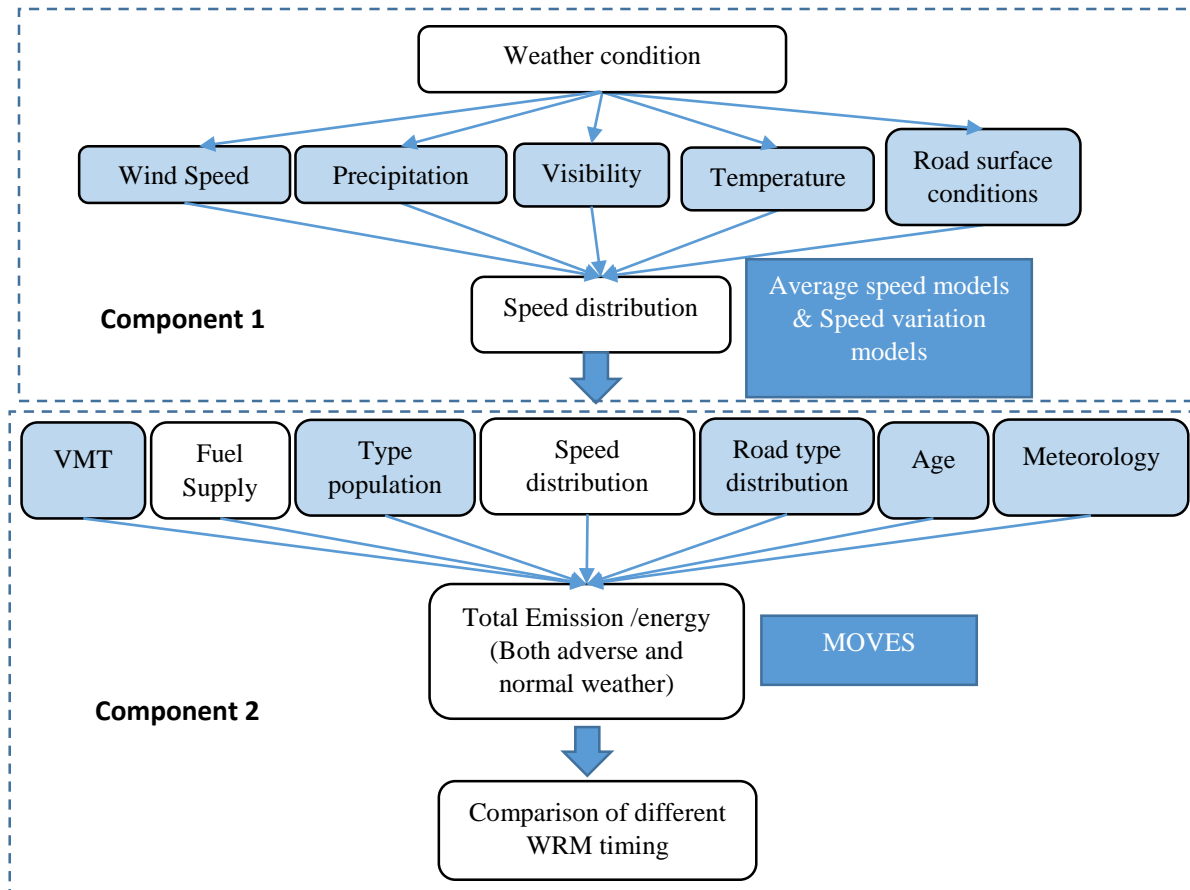 Weather condition
Wind Speed
Precipitation
Visibility
Temperature
Road surface
conditions
Speed distribution
Average speed models
& Speed variation
models
Component 1
VMT
Fuel
Supply
Type
population
Speed
distribution
Road type
distribution
Age
Meteorology
Total Emission /energy
(Both adverse and
normal weather)
MOVES
Component 2
Comparison of different
WRM timing